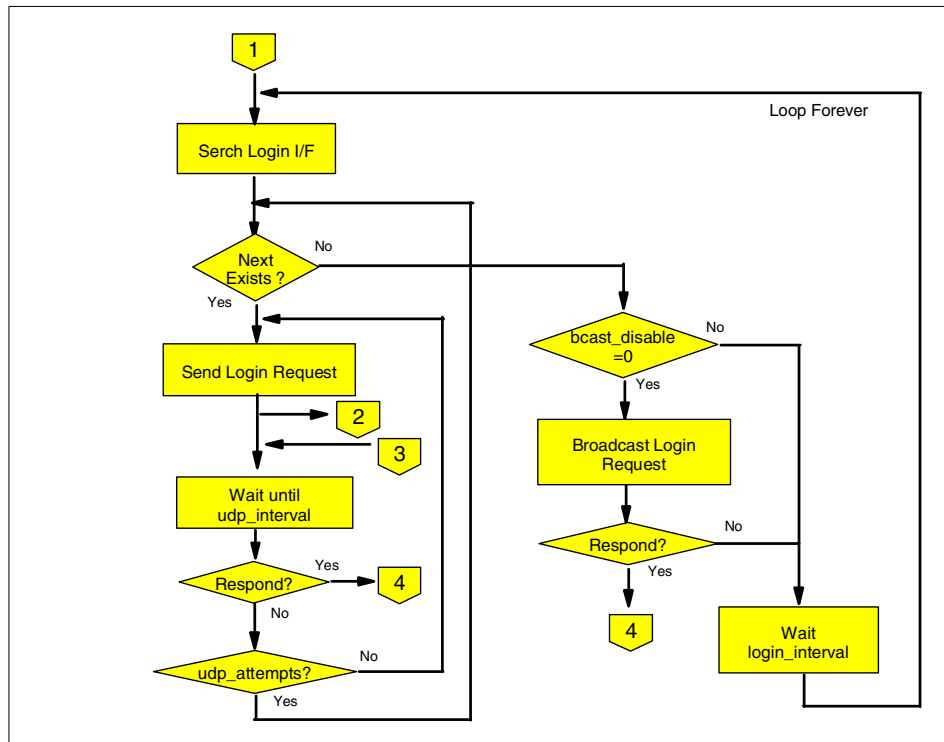 1
Loop Forever
Serch Login I/F
No
Next
Exists ?
Yes
Send Login Request
2
3
Wait until
udp_interval
Respond?
Yes
4
No
udp_attempts?
No
Yes
bcast_disable
=0
No
Yes
Broadcast Login
Request
Respond?
No
Yes
4
Wait
login_interval